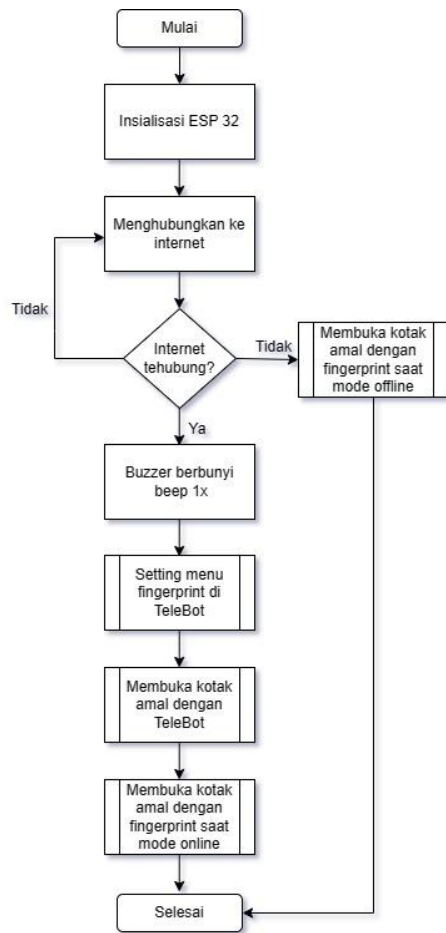 Mulai
Insialisasi ESP 32
Menghubungkan ke
internet
Tidak
Internet
tehubung?
Tidak
Membuka kotak
amal dengan
fingerprint saat
mode offline
Ya
Buzzer berbunyi
beep 1x
Setting menu
fingerprint di
TeleBot
Membuka kotak
amal dengan
TeleBot
Membuka kotak
amal dengan
fingerprint saat
mode online
Selesai